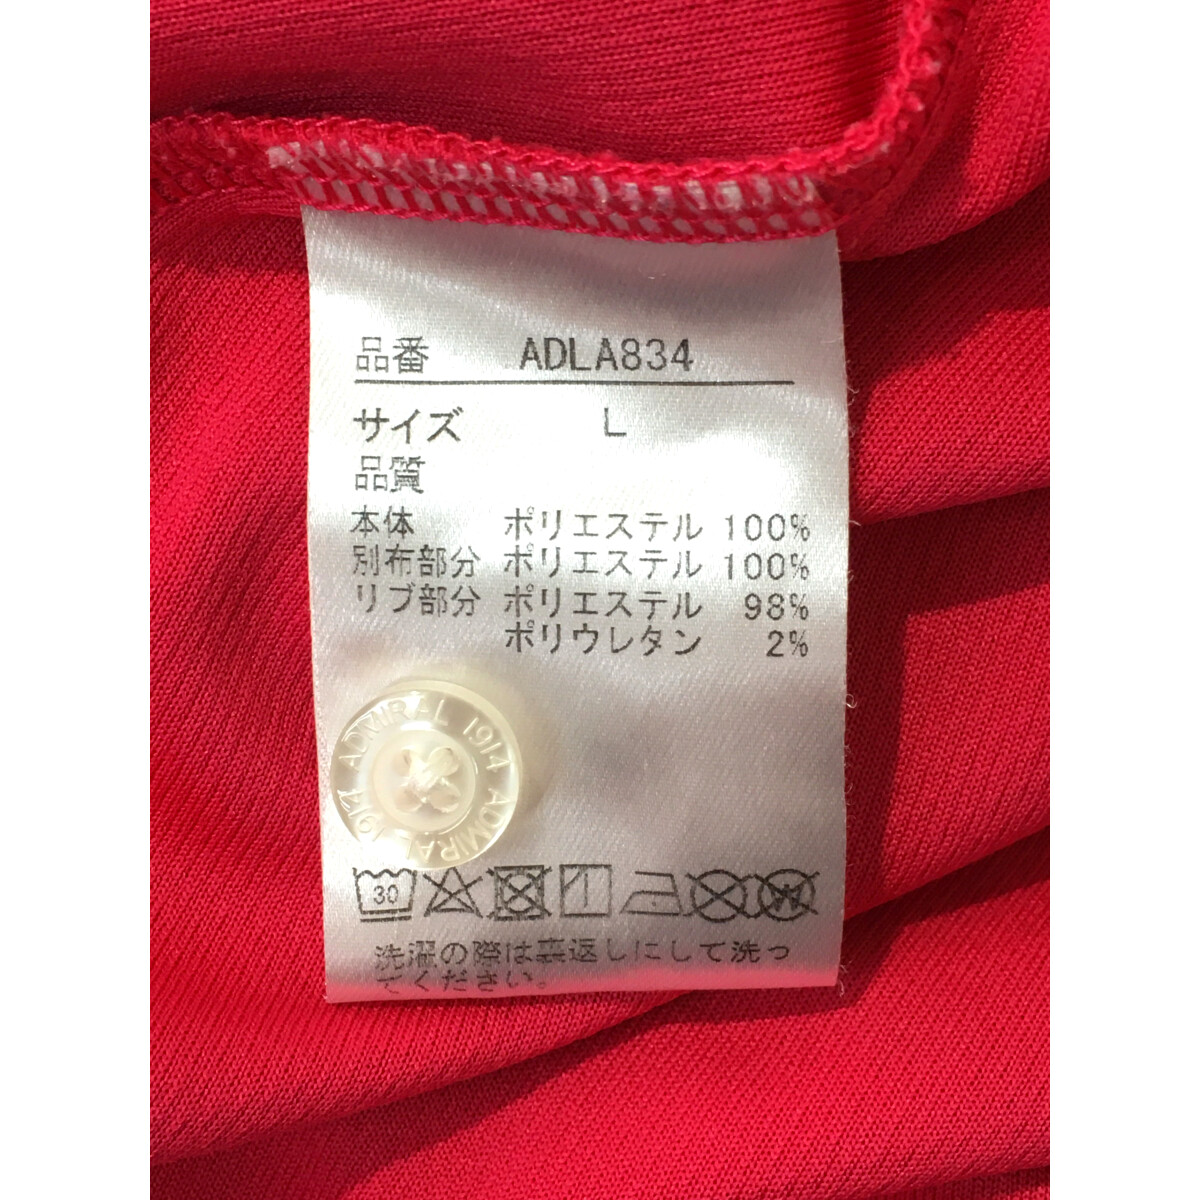 品番 ADLA834
サイズ L
品質
本体 ポリエステル 100%
別布部分 ポリエステル 100%
リブ部分 ポリエステル 98%
ポリウレタン 2%
ADMIRAL 1914 ADMIRAL 1914
30
W
洗濯の際は裏返しにして洗っ
てください。